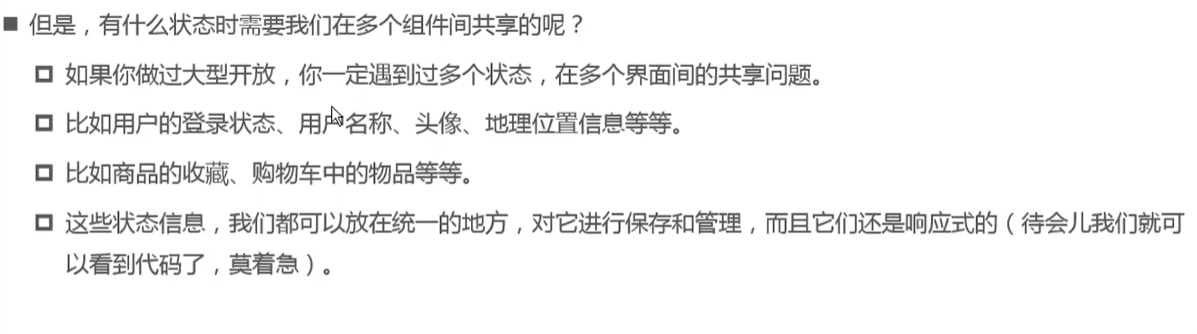 但是，有什么状态时需要我们在多个组件间共享的呢？
如果你做过大型开放，你一定遇到过多个状态，在多个界面间的共享问题。
比如用户的登录状态、用户名称、头像、地理位置信息等等。
比如商品的收藏、购物车中的物品等等。
这些状态信息，我们都可以放在统一的地方，对它进行保存和管理，而且它们还是响应式的（待会儿我们就可
以看到代码了，莫着急）。